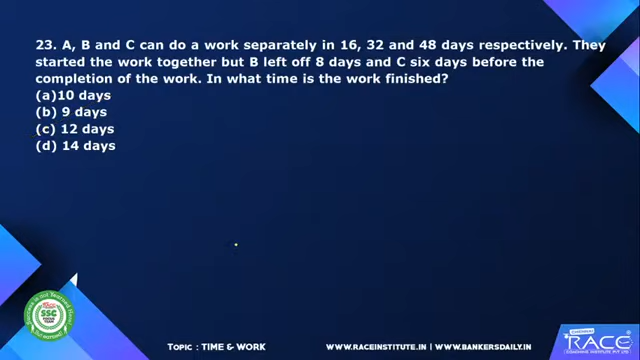 23. A, B and C can do a work separately in 16, 32 and 48 days respectively. They
started the work together but B left off 8 days and C six days before the
completion of the work. In what time is the work finished?
(a)10 days
(b) 9 days
(c) 12 days
(d) 14 days
SSC
TOPIC : TIME & WORK
WWW.RACEINSTITUTE.IN | WWW.BANKERSDAILY.IN
RACE